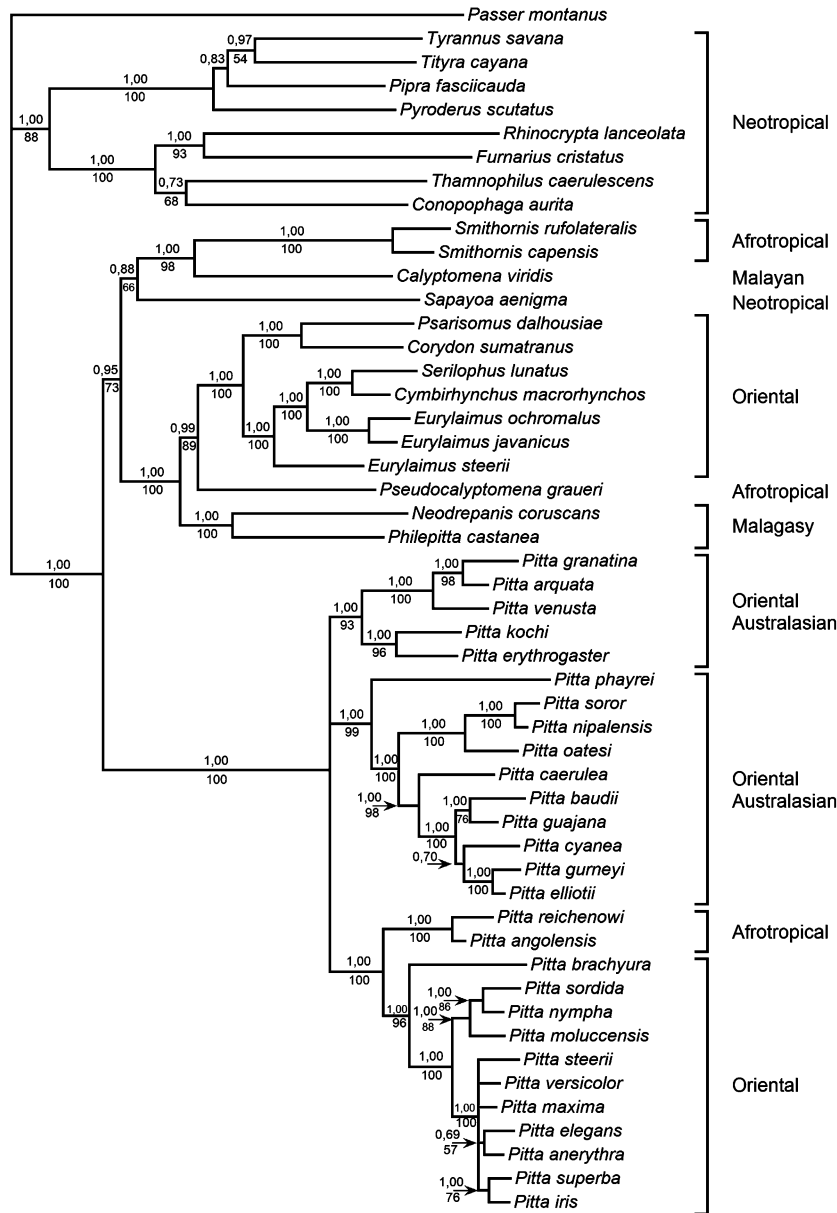 Passer montanus
0,97
Tyrannus savana
0,83
54
Tityra cayana
1,00
Pipra fasciicauda
100
Pyroderus scutatus
1,00
88
Neotropical
1,00
Rhinocrypta lanceolata
93
1,00
Furnarius cristatus
100
0,73
Thamnophilus caerulescens
68
Conopophaga aurita
Smithornis rufolateralis
1,00
100
Afrotropical
1,00
Smithornis capensis
98
0,88
66
Calyptomena viridis
Malayan
Sapayoa aenigma
Neotropical
Psarisomus dalhousiae
1,00
100
Corydon sumatranus
0,95
73
Serilophus lunatus
1,00
100
1,00
100
Cymbirhynchus macrorhynchos
Oriental
1,00
100
Eurylaimus ochromalus
1,00
100
Eurylaimus javanicus
0,99
89
1,00
100
Eurylaimus steerii
1,00
100
Pseudocalyptomena graueri
Afrotropical
Neodrepanis coruscans
1,00
100
Malagasy
Philepitta castanea
1,00
100
Pitta granatina
1,00
98
Pitta arquata
1,00
100
Oriental
Pitta venusta
Australasian
1,00
93
Pitta kochi
1,00
96
Pitta erythrogaster
Pitta phayrei
Pitta soror
1,00
100
1,00
99
Pitta nipalensis
1,00
100
Pitta oatesi
1,00
100
1,00
100
Pitta caerulea
Oriental
Australasian
1,00
98
Pitta baudii
1,00
76
Pitta guajana
1,00
100
Pitta cyanea
0,70
Pitta gurneyi
1,00
100
Pitta elliotii
Pitta reichenowi
1,00
100
Afrotropical
Pitta angolensis
1,00
100
Pitta brachyura
Pitta sordida
1,00
86
1,00
96
1,00
88
Pitta nympha
Pitta moluccensis
Pitta steerii
1,00
100
Pitta versicolor
Oriental
Pitta maxima
1,00
100
Pitta elegans
0,69
57
Pitta anerythra
Pitta superba
1,00
76
Pitta iris